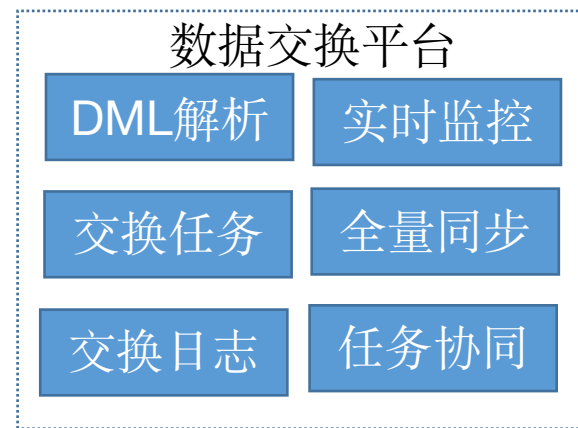 数据交换平台
DML解析
实时监控
交换任务
全量同步
交换日志
任务协同